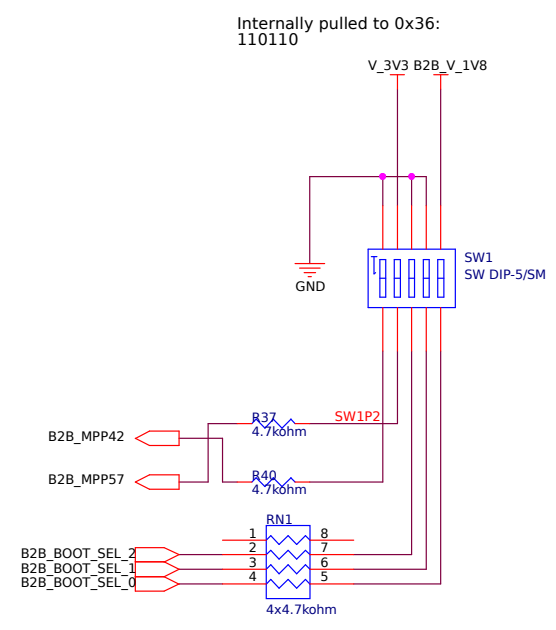 Internally pulled to 0x36:
110110
V_3V3 B2B_V_1V8
SW1
SW DIP-5/SM
GND
R37
4.7kohm
SW1P2
B2B_MPP42
B2B_MPP57
R40
4.7kohm
RN1
1 8
2 7
3 6
4 5
B2B_BOOT_SEL_2
B2B_BOOT_SEL_1
B2B_BOOT_SEL_0
4x4.7kohm